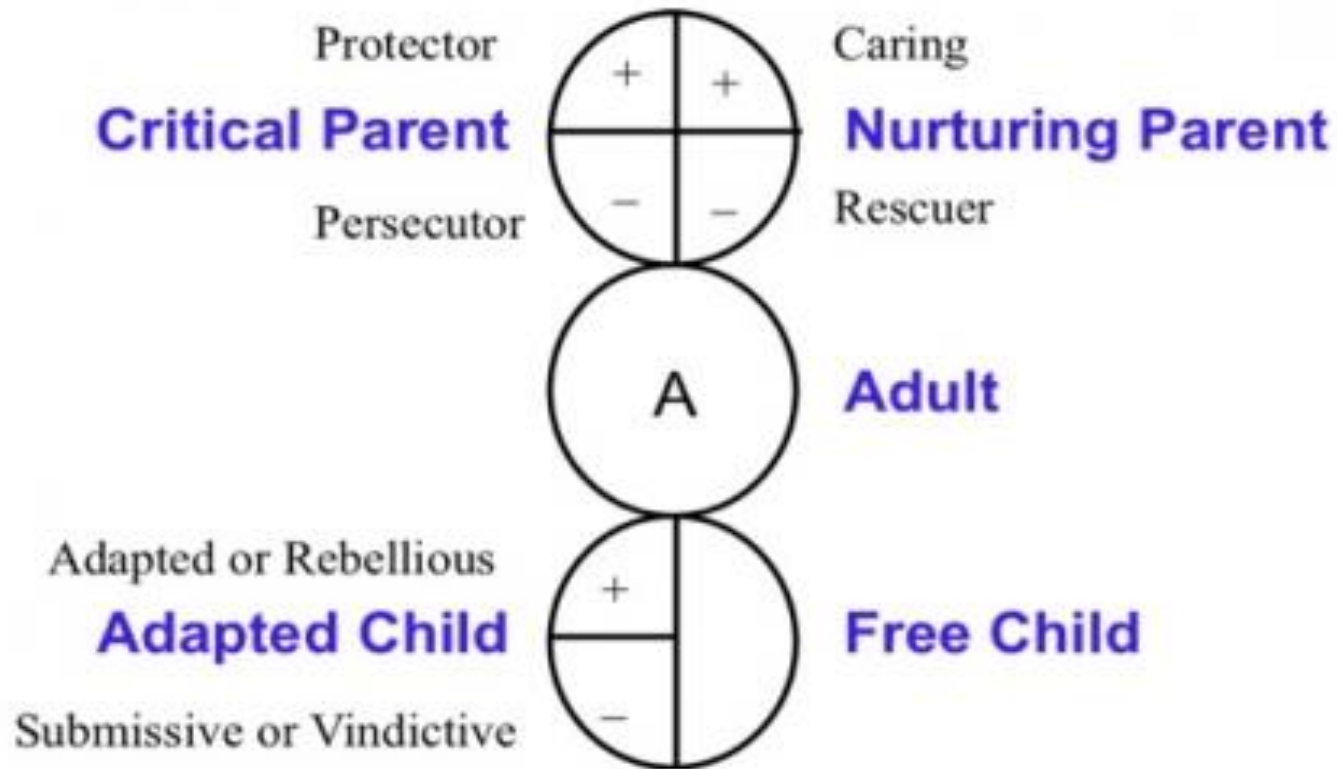 Protector
Caring
+
+
Critical Parent
Nurturing Parent
−
−
Persecutor
Rescuer
A
Adult
Adapted or Rebellious
+
Adapted Child
Free Child
−
Submissive or Vindictive